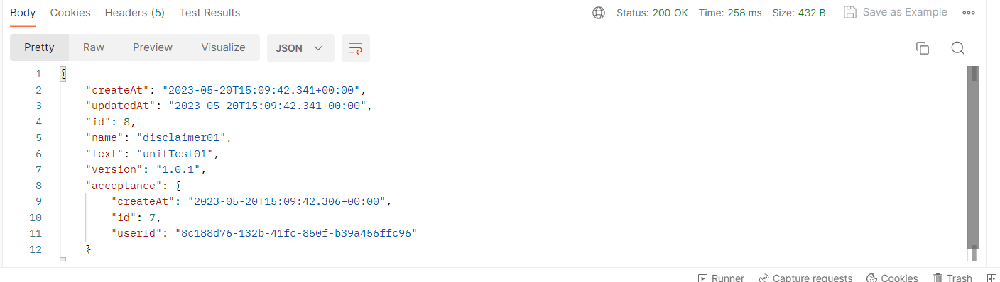 Body Cookies Headers (5) Test Results Status: 200 OK Time: 258 ms Size: 432 B Save as Example
Pretty Raw Preview Visualize JSON
1 {
2 "createAt": "2023-05-20T15:09:42.341+00:00",
3 "updatedAt": "2023-05-20T15:09:42.341+00:00",
4 "id": 8,
5 "name": "disclaimer01",
6 "text": "unitTest01",
7 "version": "1.0.1",
8 "acceptance": {
9 "createAt": "2023-05-20T15:09:42.306+00:00",
10 "id": 7,
11 "userId": "8c188d76-132b-41fc-850f-b39a456ffc96"
12 }
Runner Capture requests Cookies Trash